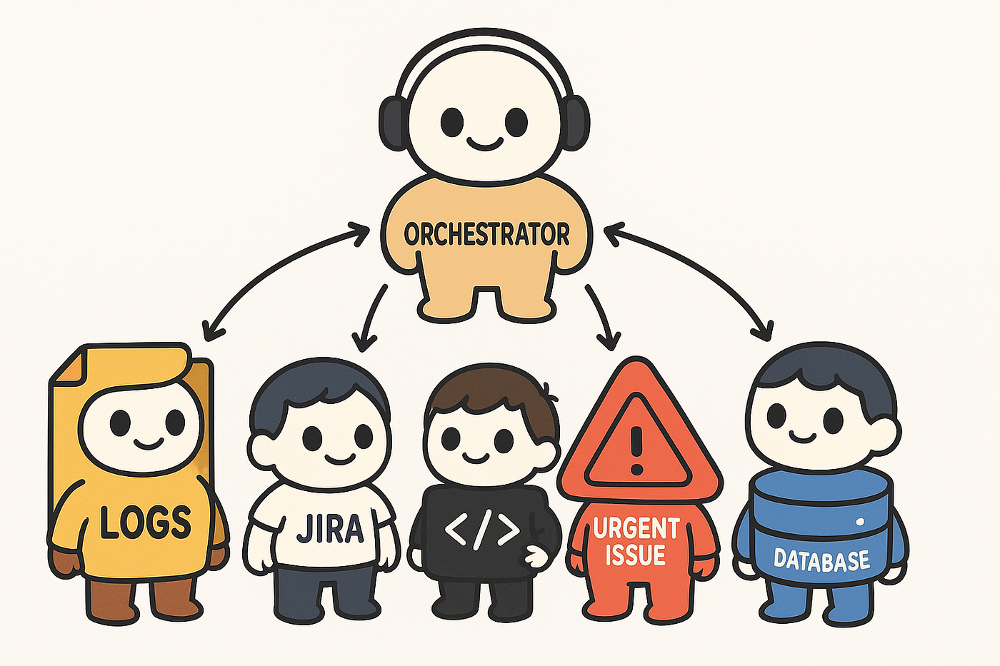 ORCHESTRATOR
LOGS
JIRA
</>
!
URGENT
ISSUE
DATABASE